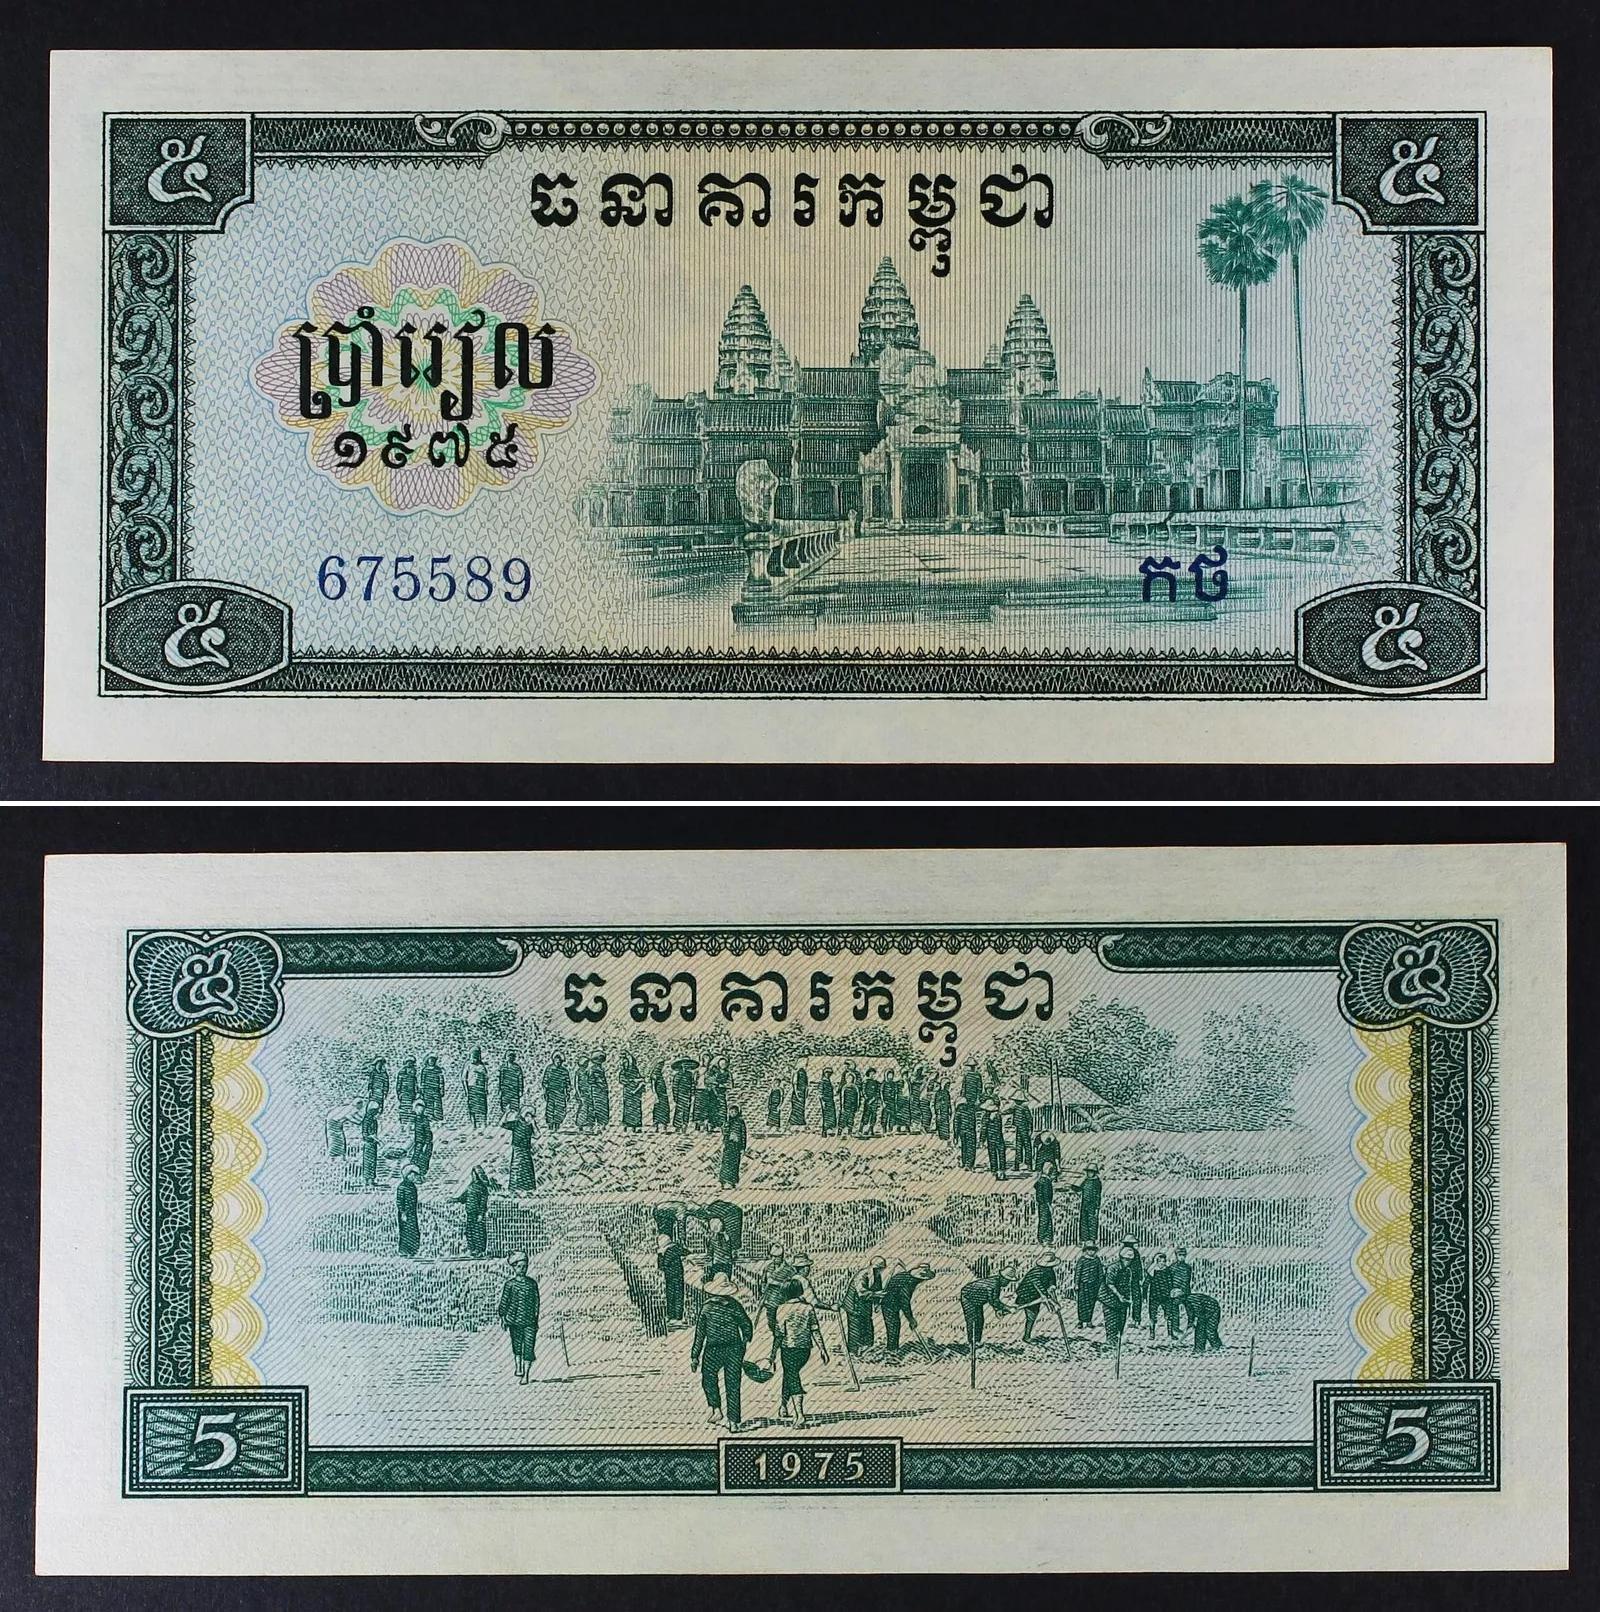 ៥ ៥
ធនាគារកម្ពុជា
ប្រាំរៀល
១៩៧៥
675589 កថ
៥ ៥
៥ ៥
ធនាគារកម្ពុជា
5 5
1975